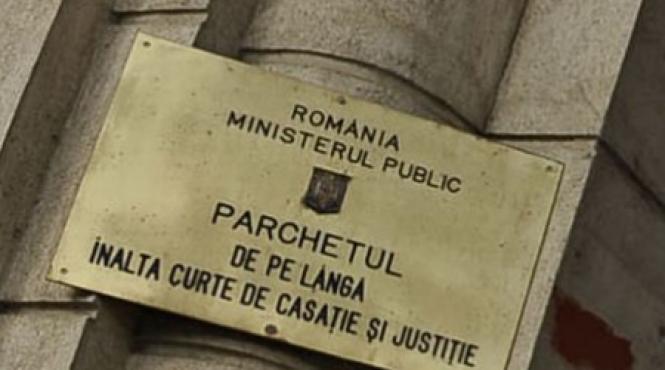 ROMANIA
MINISTERUL PUBLIC
PARCHETUL
DE PE LANGA
ÎNALTA CURTE DE CASAȚIE ȘI JUSTIȚIE